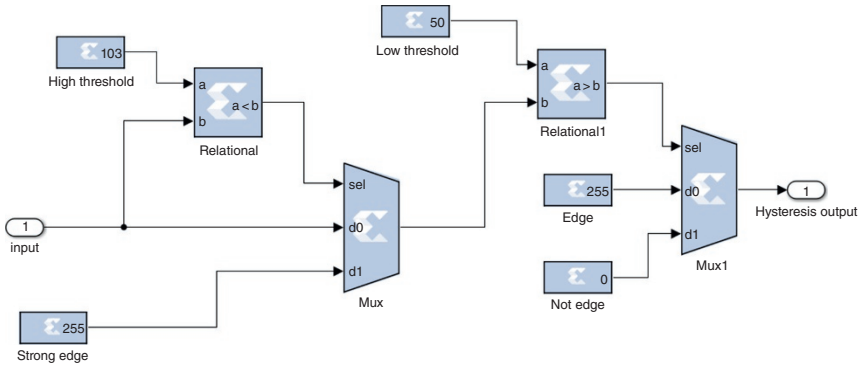 50
Low threshold
103
High threshold
a
b
a < b
Relational
a
b
a > b
Relational1
sel
d0
d1
Mux
1
input
255
Strong edge
255
Edge
0
Not edge
sel
d0
d1
Mux1
1
Hysteresis output